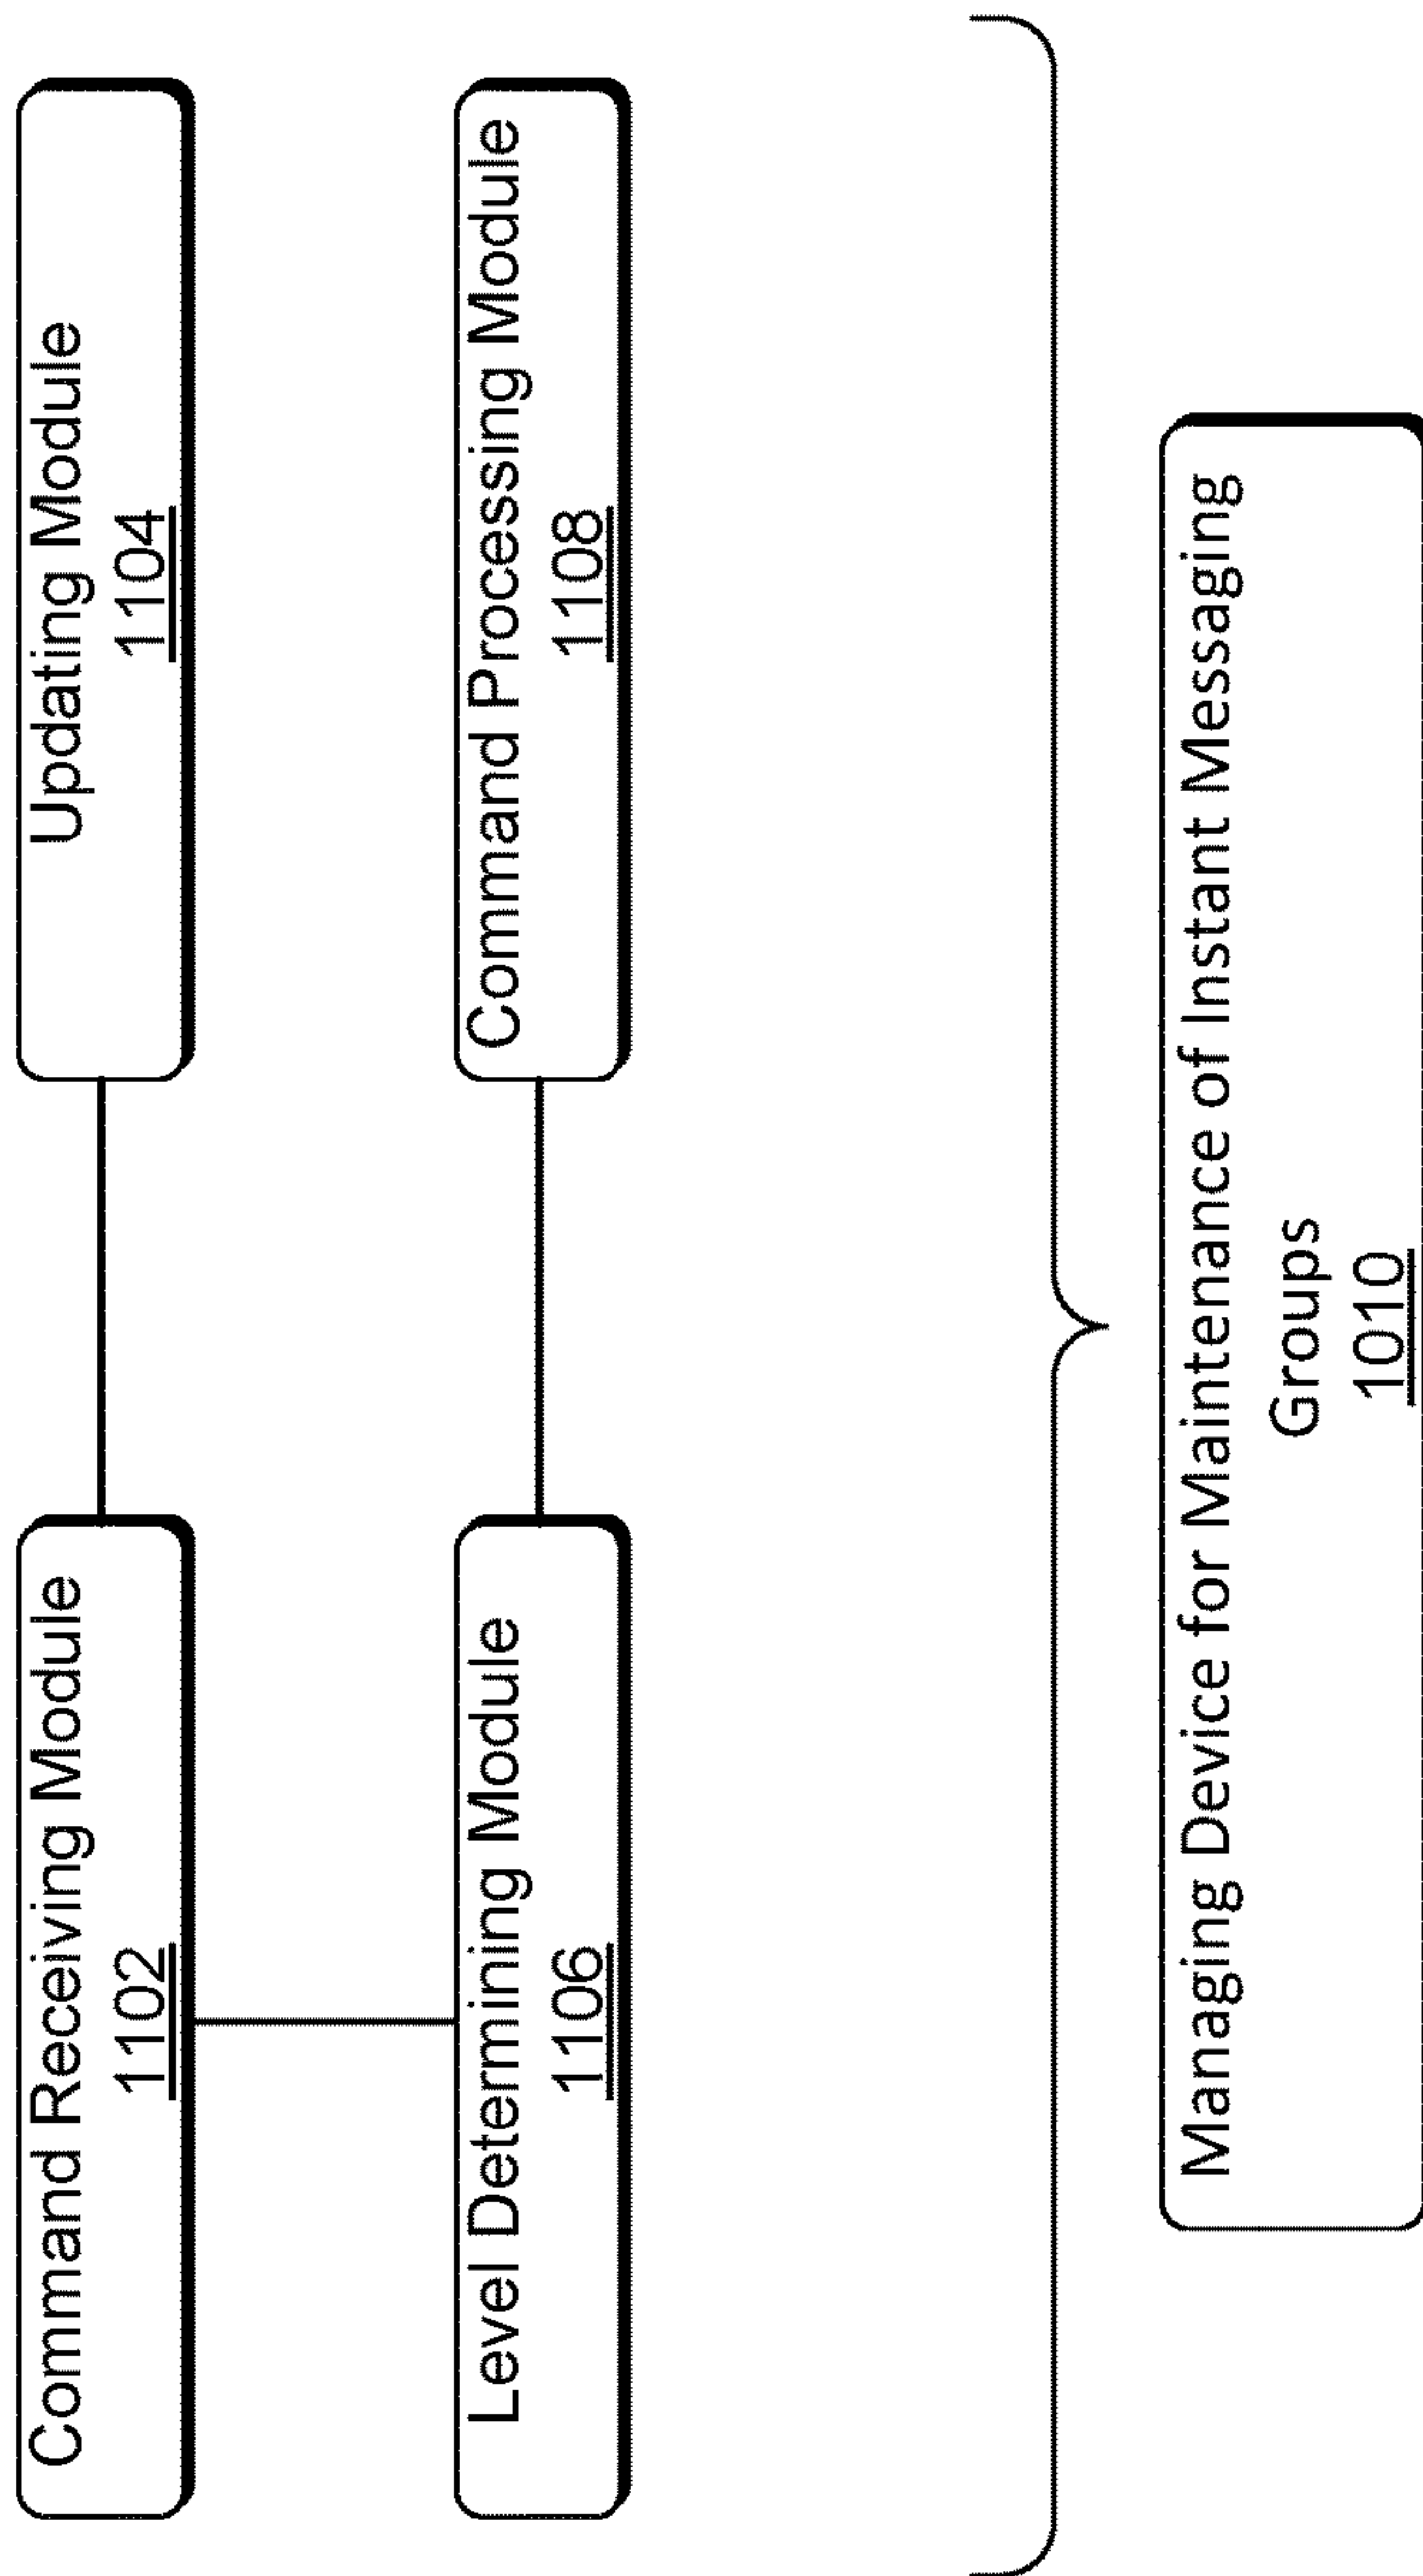 Command Receiving Module
1102
Updating Module
1104
Level Determining Module
1106
Command Processing Module
1108
Managing Device for Maintenance of Instant Messaging
Groups
1010